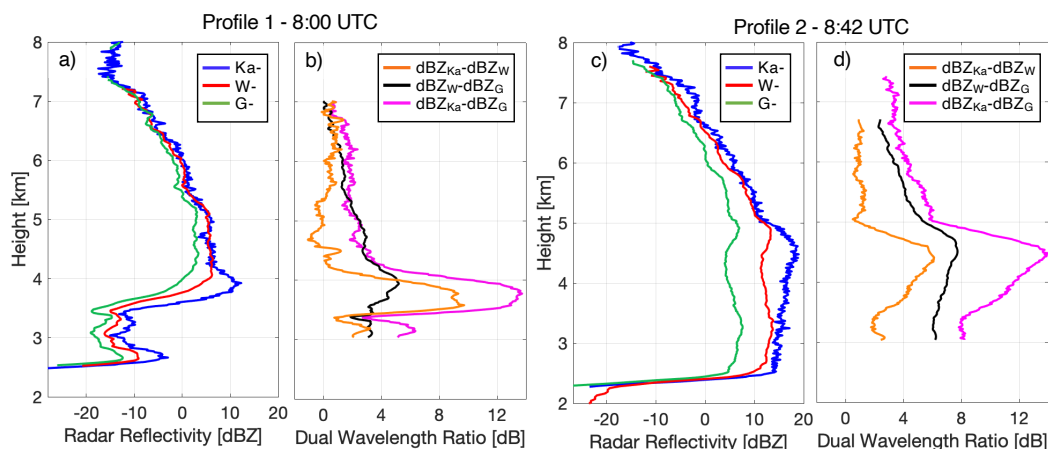 Profile 1 - 8:00 UTC
Profile 2 - 8:42 UTC
a)
Ka-
W-
G-
8
7
6
5
4
3
2
Height [km]
-20
-10
0
10
20
Radar Reflectivity [dBZ]
b)
dBZKa-dBZW
dBZW-dBZG
dBZKa-dBZG
0
4
8
12
Dual Wavelength Ratio [dB]
c)
Ka-
W-
G-
8
7
6
5
4
3
2
Height [km]
-20
-10
0
10
20
Radar Reflectivity [dBZ]
d)
dBZKa-dBZW
dBZW-dBZG
dBZKa-dBZG
0
4
8
12
Dual Wavelength Ratio [dB]